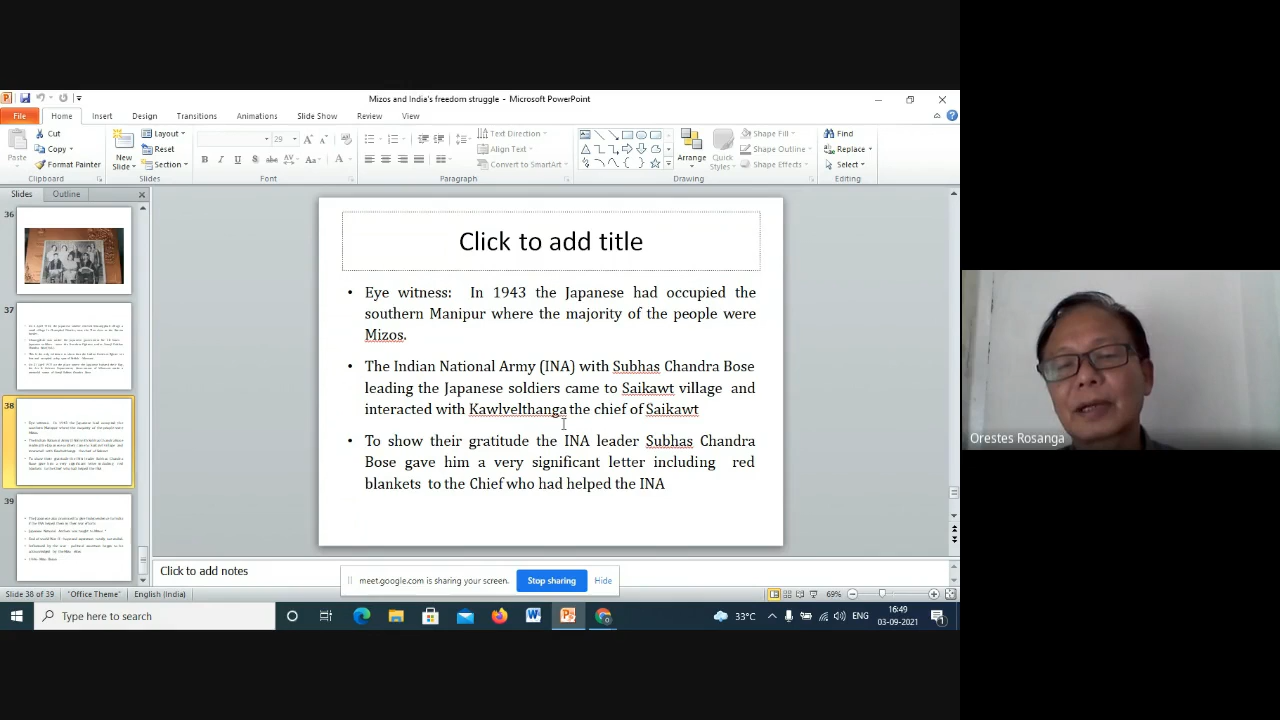 Mizos and India's freedom struggle - Microsoft PowerPoint
File Home Insert Design Transitions Animations Slide Show Review View
Cut
Copy
Format Painter
Paste
Clipboard
New Slide
Layout
Reset
Section
Slides
29
B I U S abc AV Aa A
Font
Text Direction
Align Text
Convert to SmartArt
Paragraph
Arrange
Quick Styles
Shape Fill
Shape Outline
Shape Effects
Drawing
Find
Replace
Select
Editing
Slides Outline
36
37
38
39
Click to add title
• Eye witness: In 1943 the Japanese had occupied the
southern Manipur where the majority of the people were
Mizos.
• The Indian National Army (INA) with Subhas Chandra Bose
leading the Japanese soldiers came to Saikawt village and
interacted with Kawlvelthanga the chief of Saikawt
• To show their gratitude the INA leader Subhas Chandra
Bose gave him a very significant letter including red
blankets to the Chief who had helped the INA
Click to add notes
meet.google.com is sharing your screen. Stop sharing Hide
Slide 38 of 39 "Office Theme" English (India) 69%
Type here to search
33°C ENG 16:49
03-09-2021
1
Orestes Rosanga